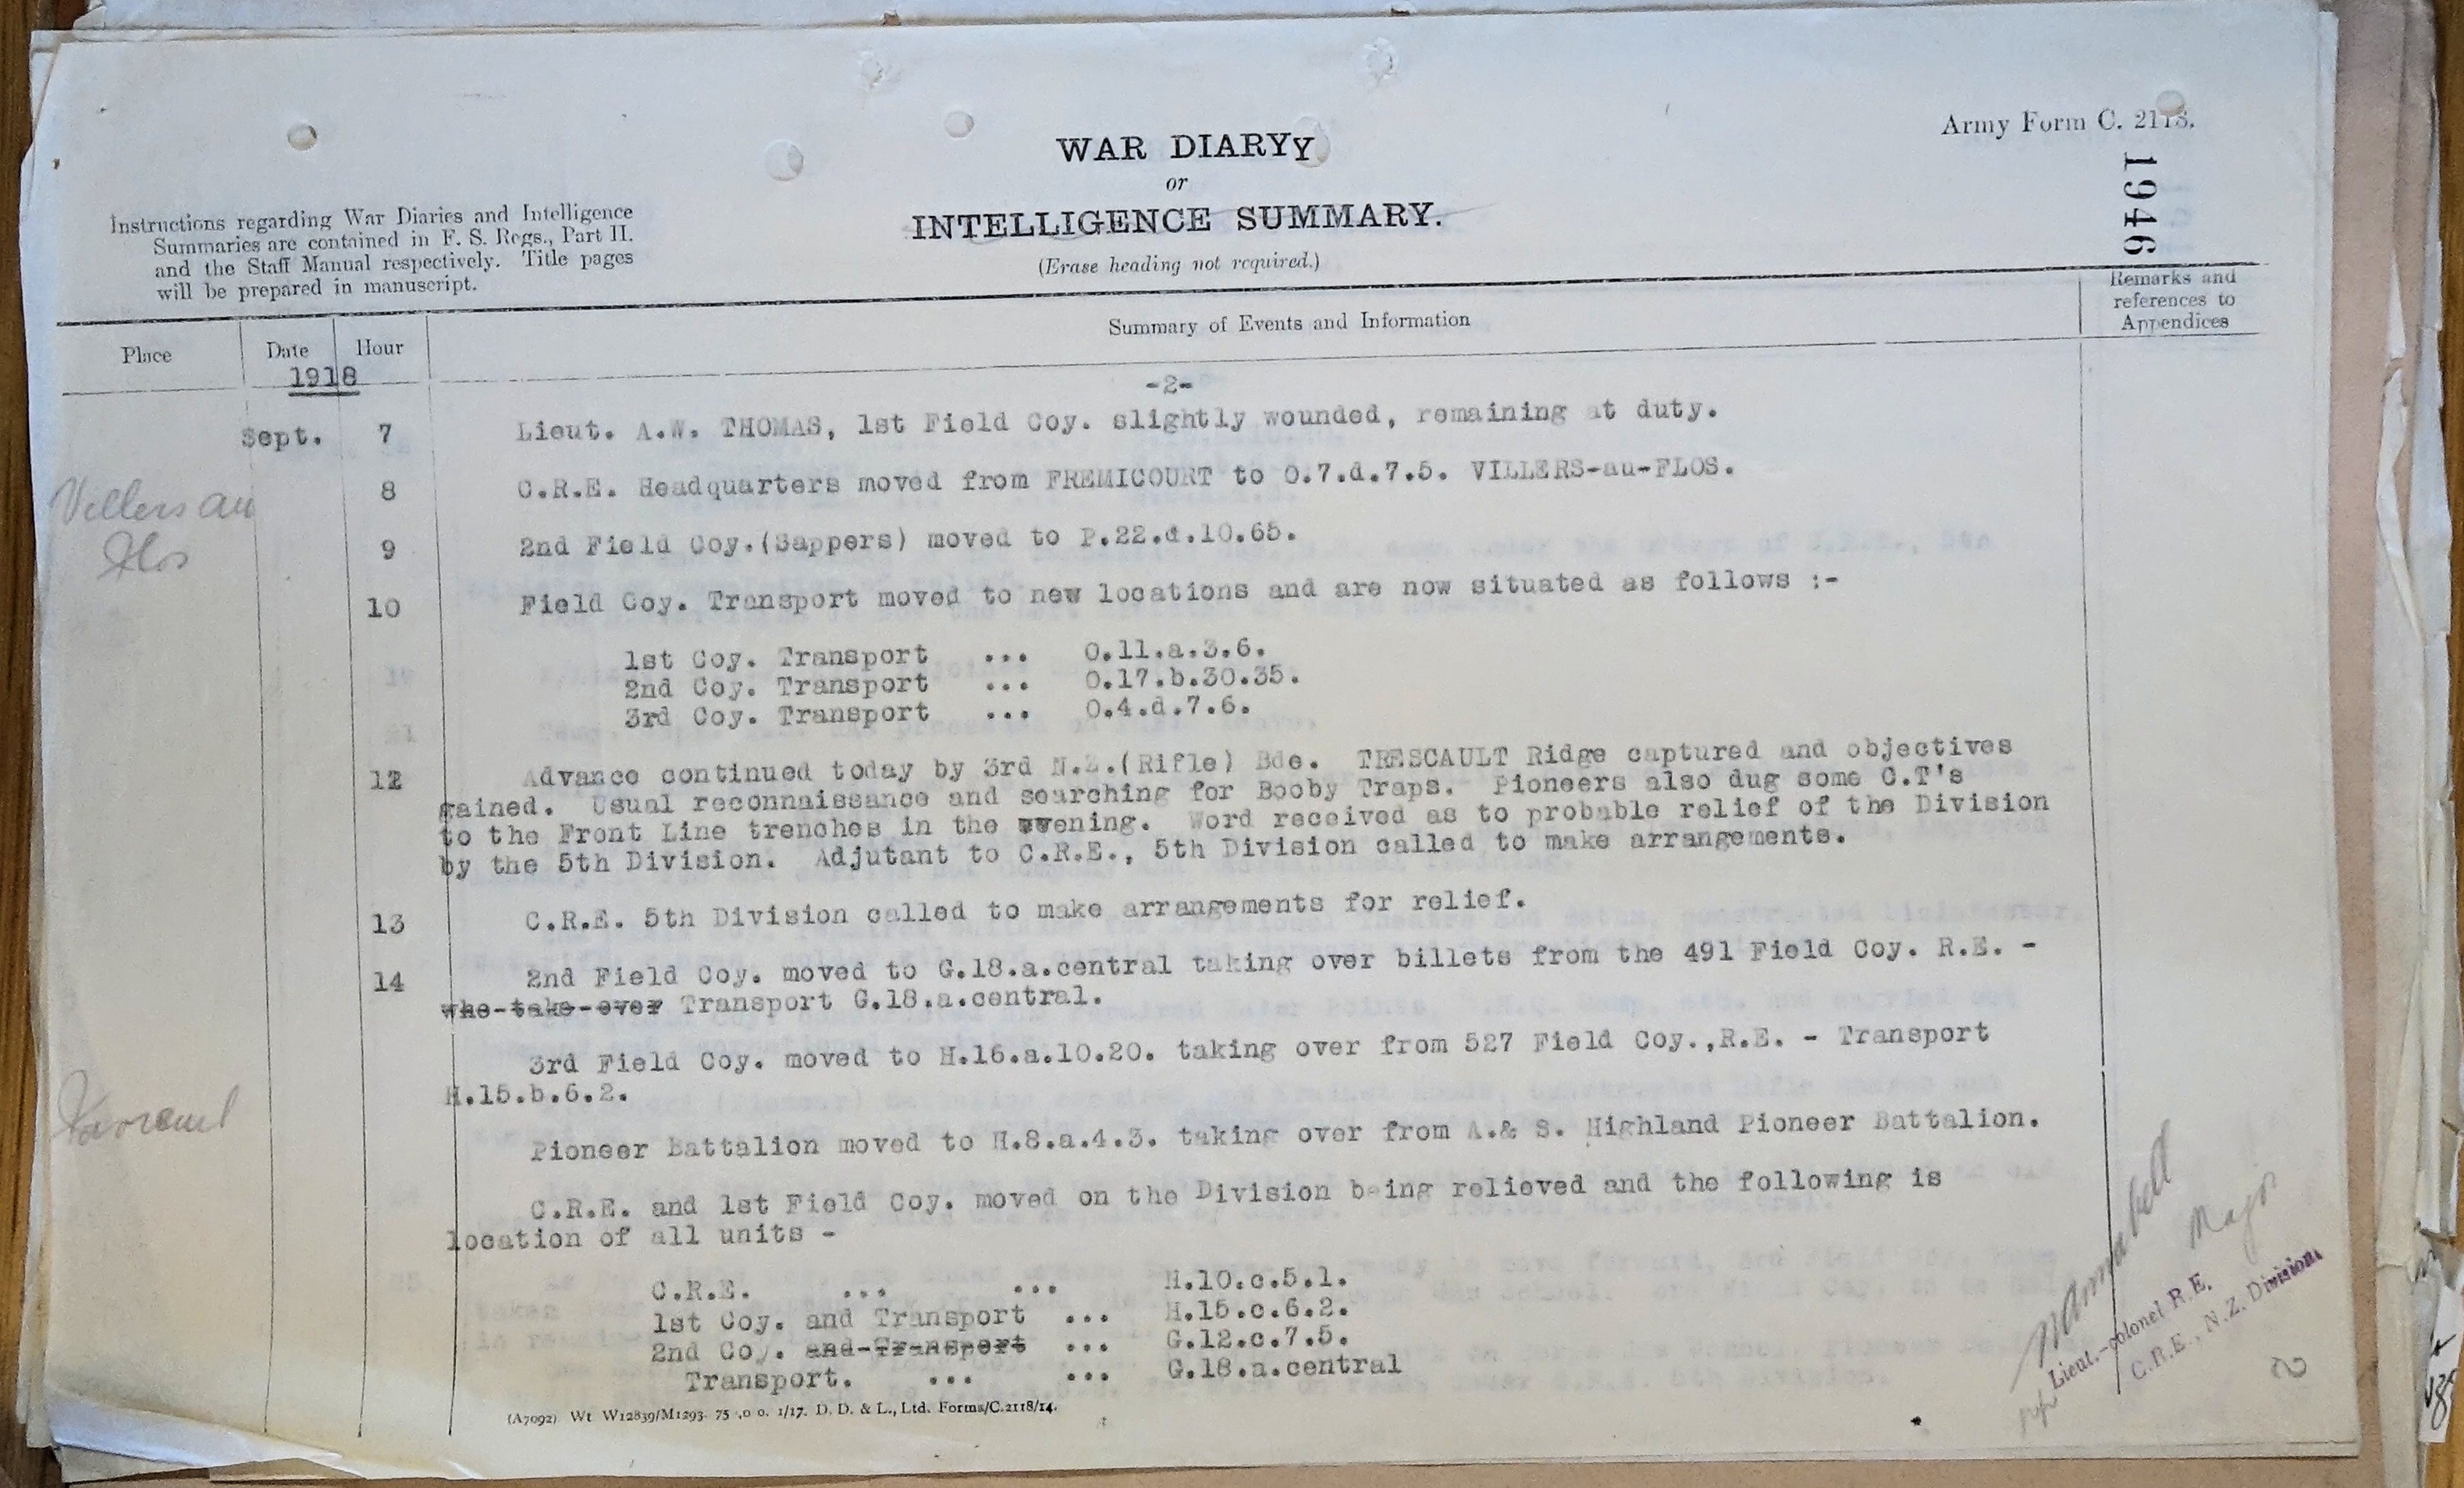 Army Form C. 2118.
1946
WAR DIARYY
or
INTELLIGENCE SUMMARY.
(Erase heading not required.)
Instructions regarding War Diaries and Intelligence
Summaries are contained in F. S. Regs., Part II.
and the Staff Manual respectively. Title pages
will be prepared in manuscript.
Place Date Hour Summary of Events and Information Remarks and
references to
Appendices
1918
-2-
Sept. 7 Lieut. A.W. THOMAS, 1st Field Coy. slightly wounded, remaining at duty.
Villers au
Flos
8 C.R.E. Headquarters moved from FREMICOURT to O.7.d.7.5. VILLERS-au-FLOS.
9 2nd Field Coy.(Sappers) moved to P.22.d.10.65.
10 Field Coy. Transport moved to new locations and are now situated as follows :-
1st Coy. Transport ... O.11.a.3.6.
2nd Coy. Transport ... O.17.b.30.35.
3rd Coy. Transport ... O.4.d.7.6.
12 Advance continued today by 3rd N.Z.(Rifle) Bde. TRESCAULT Ridge captured and objectives
gained. Usual reconnaissance and searching for Booby Traps. Pioneers also dug some C.T's
to the Front Line trenches in the evening. Word received as to probable relief of the Division
by the 5th Division. Adjutant to C.R.E., 5th Division called to make arrangements.
13 C.R.E. 5th Division called to make arrangements for relief.
14 2nd Field Coy. moved to G.18.a.central taking over billets from the 491 Field Coy. R.E. -
who-take-over Transport G.18.a.central.
3rd Field Coy. moved to H.16.a.10.20. taking over from 527 Field Coy.,R.E. - Transport
H.15.b.6.2.
Favreuil
Pioneer Battalion moved to H.8.a.4.3. taking over from A.& S. Highland Pioneer Battalion.
C.R.E. and 1st Field Coy. moved on the Division being relieved and the following is
location of all units -
C.R.E. ... ... H.10.c.5.1.
1st Coy. and Transport ... H.15.c.6.2.
2nd Coy. and-Transport ... G.12.c.7.5.
Transport. ... ... G.18.a.central
Major
Lieut.-colonel R.E.
C.R.E., N.Z. Division.
2
(A7092) Wt W12839/M1293. 75 ,0 0. 1/17. D. D. & L., Ltd. Forms/C.2118/14.